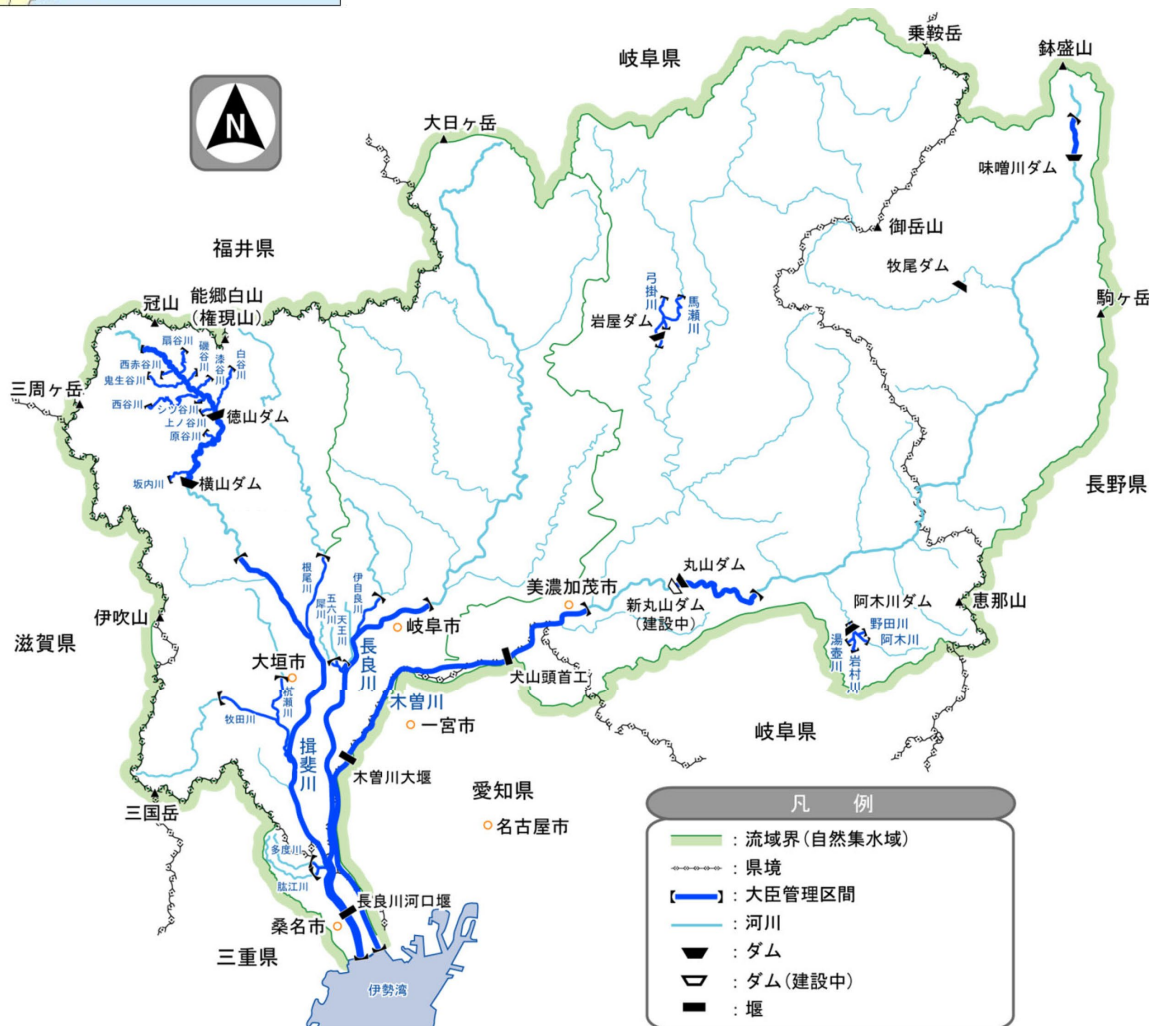 乗鞍岳
鉢盛山
岐阜県
N
大日ヶ岳
味噌川ダム
福井県
御岳山
牧尾ダム
駒ヶ岳
冠山
能郷白山
（権現山）
弓掛川
馬瀬川
岩屋ダム
扇谷川
磯谷川
漆谷川
白谷川
西赤谷川
鬼生谷川
三周ヶ岳
西谷川
シツ谷川
徳山ダム
上ノ谷川
原谷川
坂内川
横山ダム
長野県
丸山ダム
根尾川
伊自良川
美濃加茂市
新丸山ダム
（建設中）
阿木川ダム
恵那山
五六川
犀川
天王川
野田川
阿木川
伊吹山
滋賀県
岐阜市
長良川
湯壺川
岩村川
大垣市
犬山頭首工
杭瀬川
木曽川
牧田川
一宮市
岐阜県
揖斐川
木曽川大堰
愛知県
三国岳
名古屋市
多度川
肱江川
長良川河口堰
桑名市
三重県
伊勢湾
凡 例
：流域界（自然集水域）
：県境
：大臣管理区間
：河川
：ダム
：ダム（建設中）
：堰